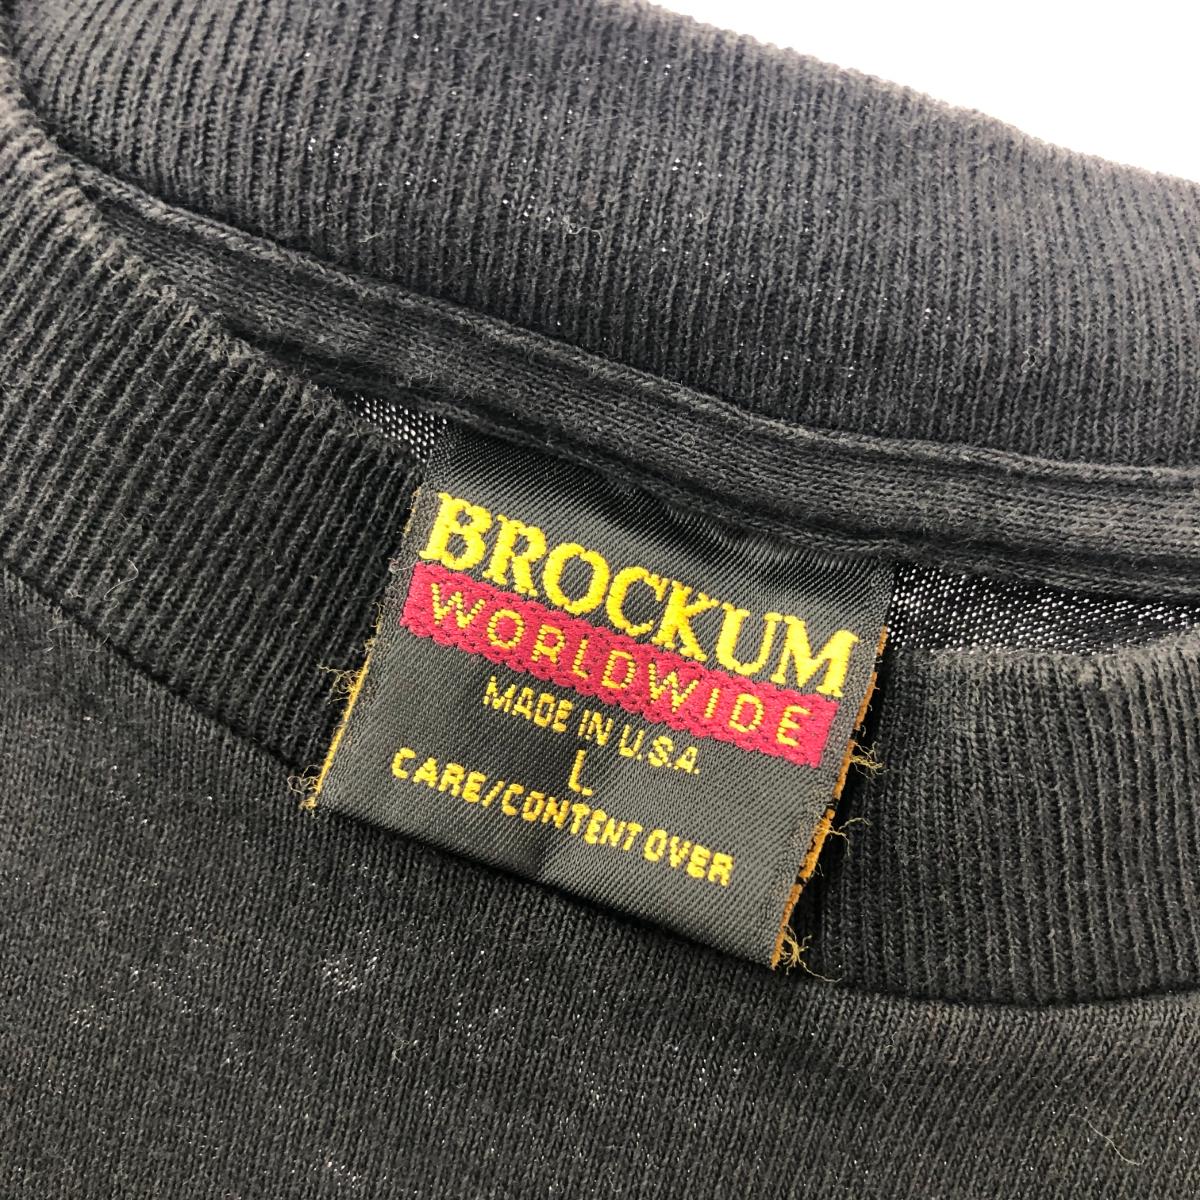 BROCKUM
WORLDWIDE
MADE IN U.S.A.
L
CARE/CONTENT OVER